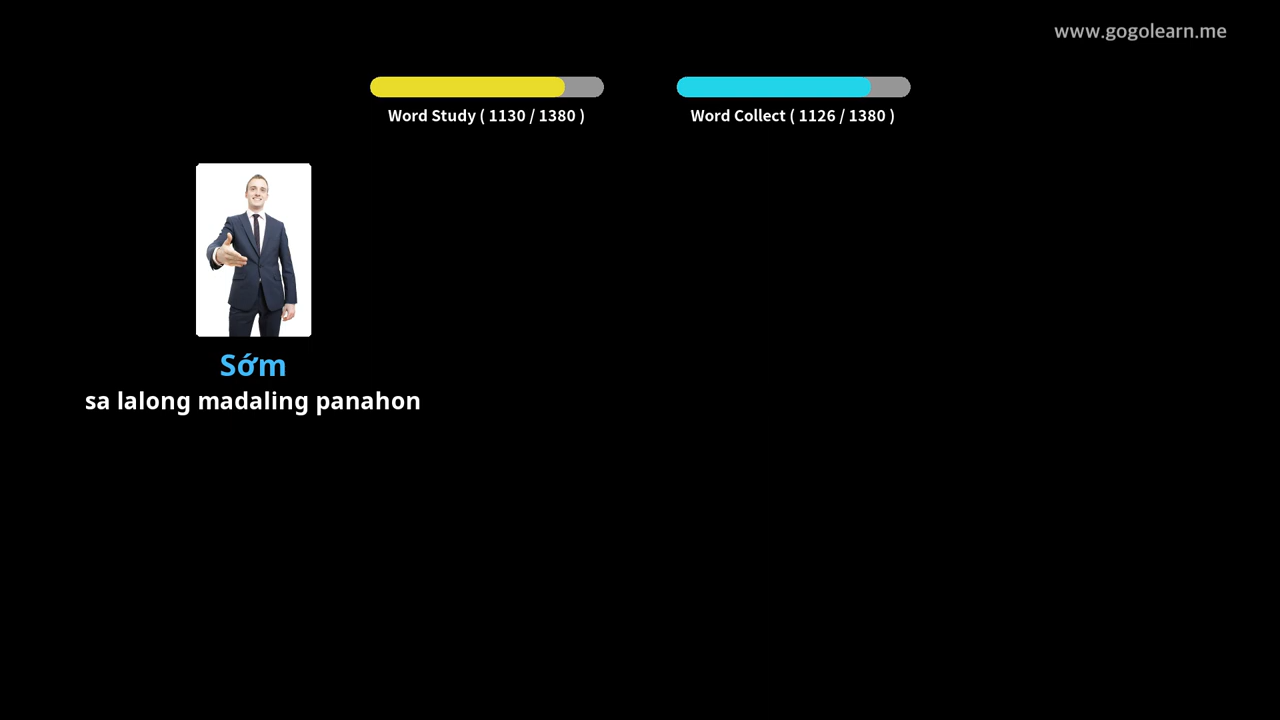 www.gogolearn.me
Word Study ( 1130 / 1380 )
Word Collect ( 1126 / 1380 )
Sớm
sa lalong madaling panahon